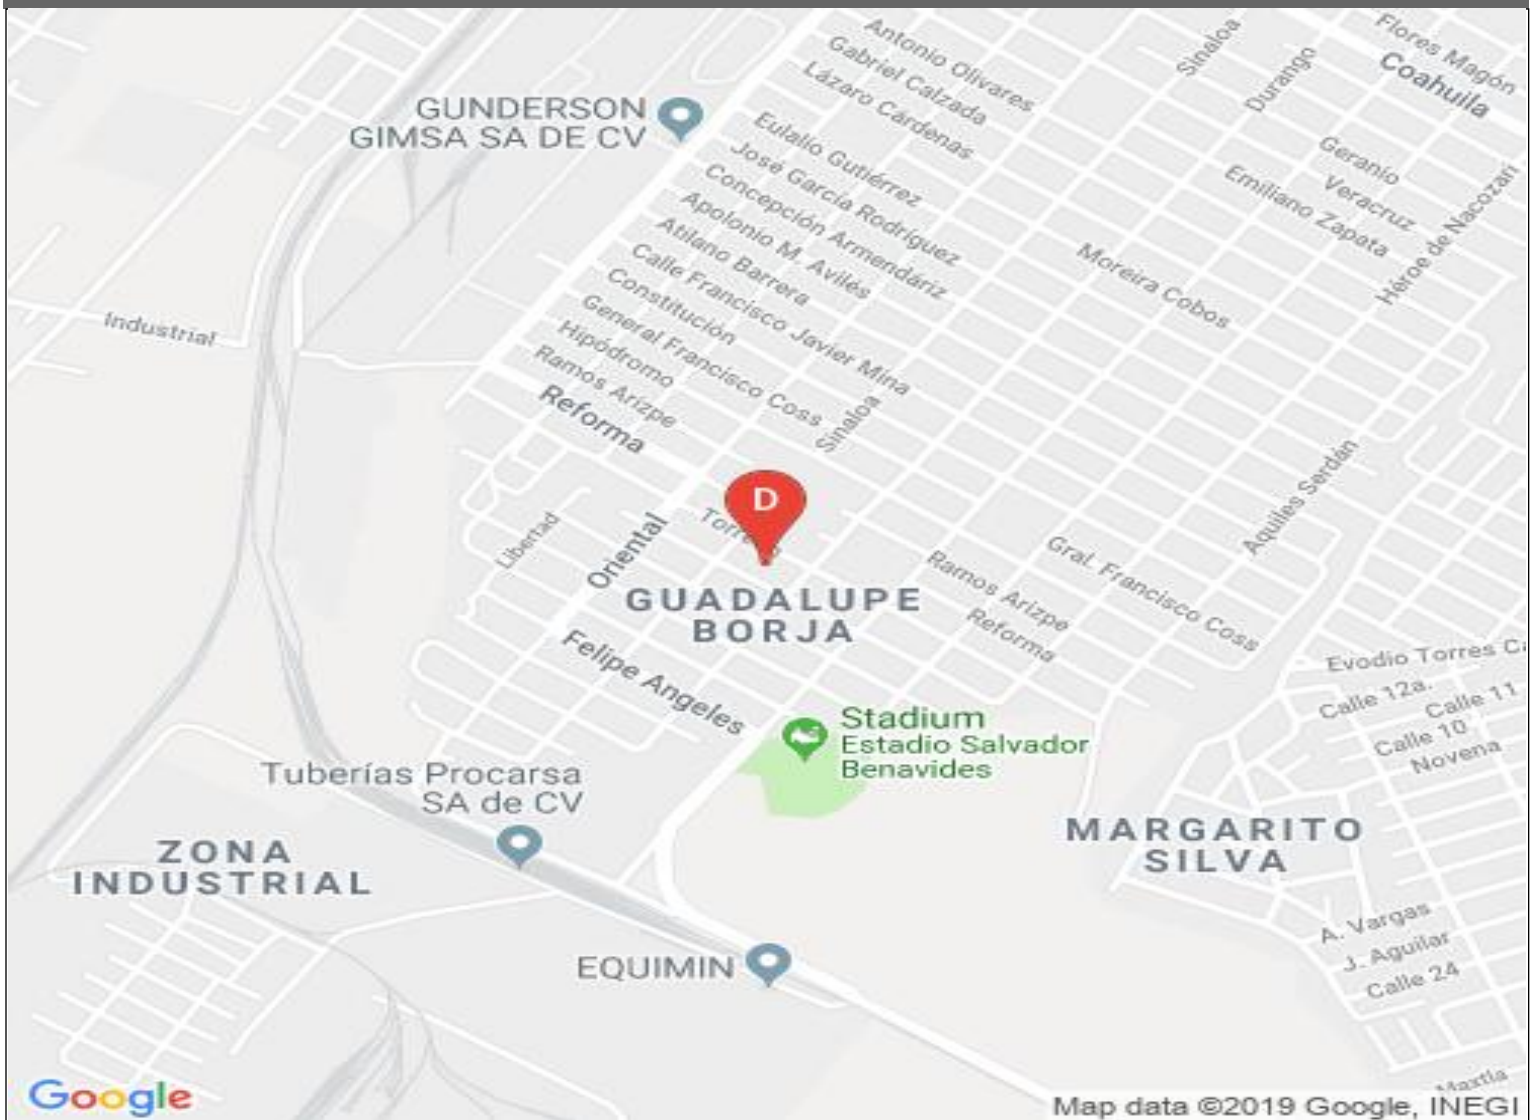 Antonio Olivares
Gabriel Calzada
Lázaro Cárdenas
Sinaloa
Durango
Flores Magón
Coahuila
GUNDERSON
GIMSA SA DE CV
Eulalio Gutiérrez
José García Rodríguez
Concepción Armendáriz
Apolonio M. Avilés
Atilano Barrera
Calle Francisco Javier Mina
Constitución
General Francisco Coss
Hipódromo
Ramos Arizpe
Reforma
Geranio
Veracruz
Emiliano Zapata
Héroe de Nacozari
Moreira Cobos
Industrial
Sinaloa
D
Libertad
Oriental
GUADALUPE
BORJA
Felipe Angeles
Ramos Arizpe
Reforma
Gral. Francisco Coss
Aquiles Serdán
Evodio Torres
Calle 12a.
Calle 11
Calle 10
Novena
Stadium
Estadio Salvador
Benavides
Tuberías Procarsa
SA de CV
ZONA
INDUSTRIAL
MARGARITO
SILVA
A. Vargas
J. Aguilar
Calle 24
EQUIMIN
Maxtla
Google
Map data ©2019 Google, INEGI